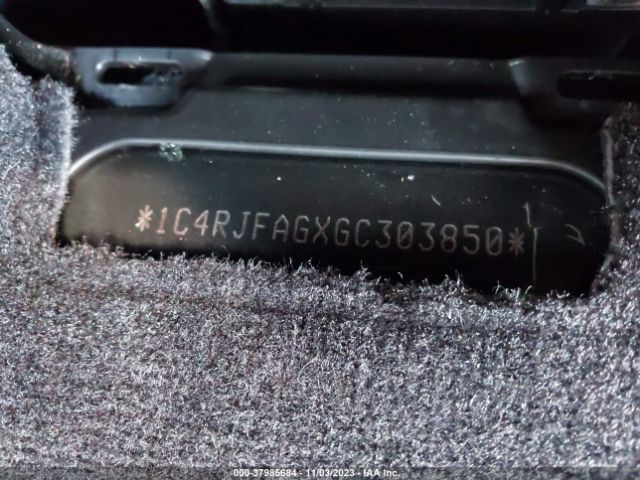 *1C4RJFAGXGC303850*
000-37985684 - 11/03/2023 - IAA Inc.